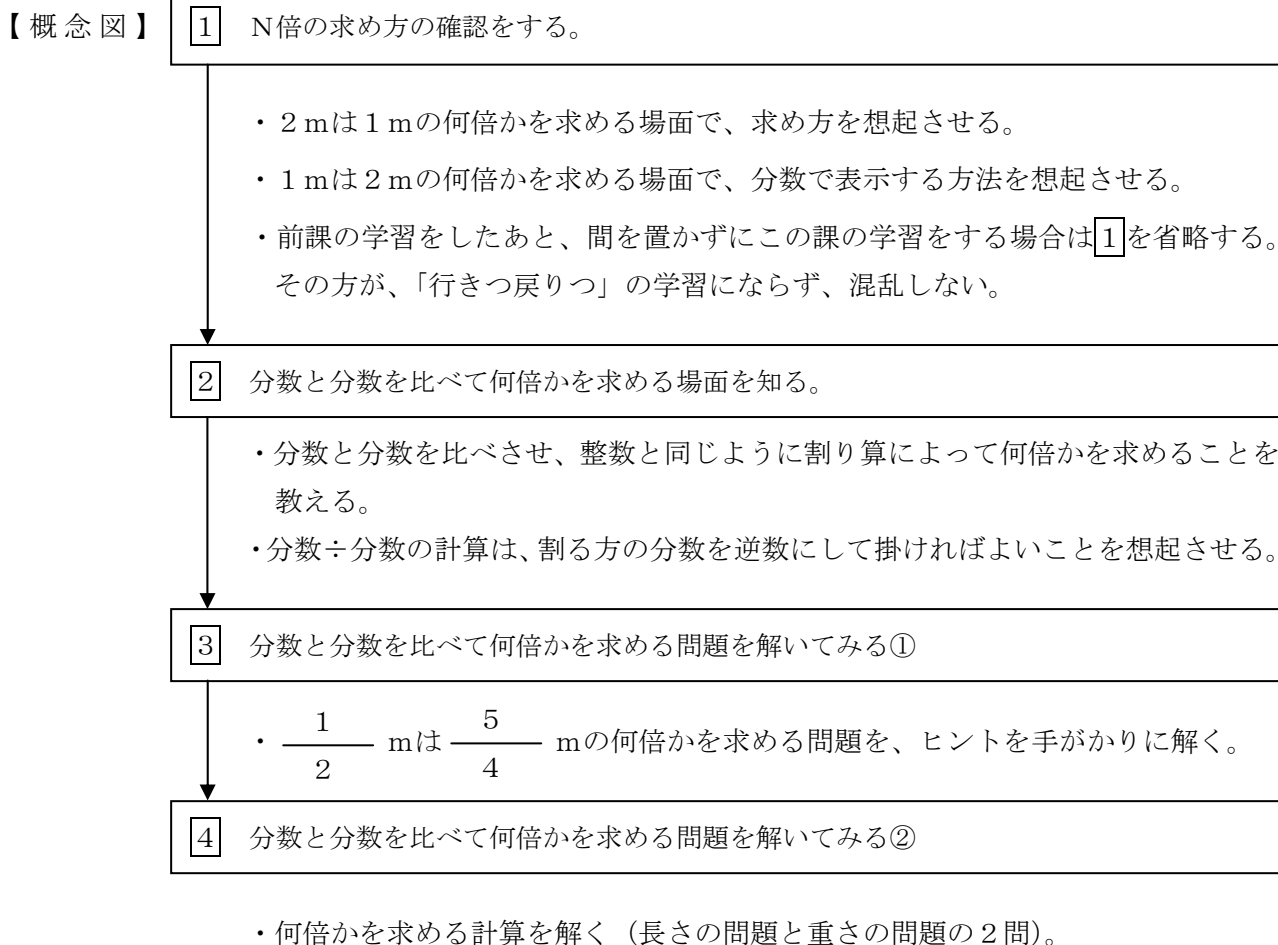 【概念図】 1 N倍の求め方の確認をする。
・２ｍは１ｍの何倍かを求める場面で、求め方を想起させる。
・１ｍは２ｍの何倍かを求める場面で、分数で表示する方法を想起させる。
・前課の学習をしたあと、間を置かずにこの課の学習をする場合は1を省略する。
その方が、「行きつ戻りつ」の学習にならず、混乱しない。
2 分数と分数を比べて何倍かを求める場面を知る。
・分数と分数を比べさせ、整数と同じように割り算によって何倍かを求めることを
教える。
・分数÷分数の計算は、割る方の分数を逆数にして掛ければよいことを想起させる。
3 分数と分数を比べて何倍かを求める問題を解いてみる①
・ 1/2 ｍは 5/4 ｍの何倍かを求める問題を、ヒントを手がかりに解く。
4 分数と分数を比べて何倍かを求める問題を解いてみる②
・何倍かを求める計算を解く（長さの問題と重さの問題の２問）。